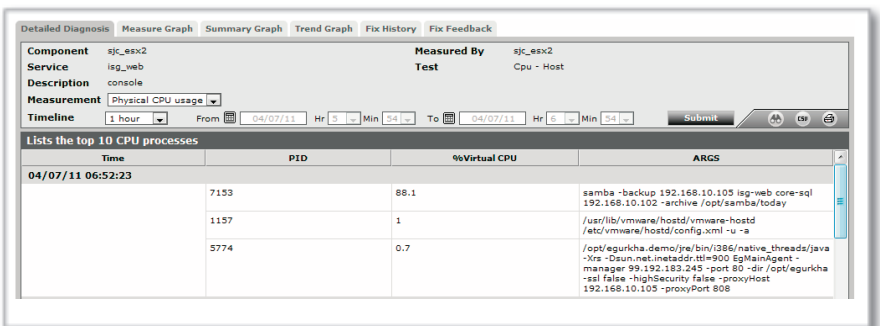 Detailed Diagnosis Measure Graph Summary Graph Trend Graph Fix History Fix Feedback
Component sjc_esx2 Measured By sjc_esx2
Service isg_web Test Cpu - Host
Description console
Measurement Physical CPU usage
Timeline 1 hour From 04/07/11 Hr 5 Min 54 To 04/07/11 Hr 6 Min 54 Submit CSV
Lists the top 10 CPU processes
Time PID %Virtual CPU ARGS
04/07/11 06:52:23
7153 88.1 samba -backup 192.168.10.105 isg-web core-sql
192.168.10.102 -archive /opt/samba/today
1157 1 /usr/lib/vmware/hostd/vmware-hostd
/etc/vmware/hostd/config.xml -u -a
5774 0.7 /opt/egurkha.demo/jre/bin/i386/native_threads/java
-Xrs -Dsun.net.inetaddr.ttl=900 EgMainAgent -
manager 99.192.183.245 -port 80 -dir /opt/egurkha
-ssl false -highSecurity false -proxyHost
192.168.10.105 -proxyPort 808